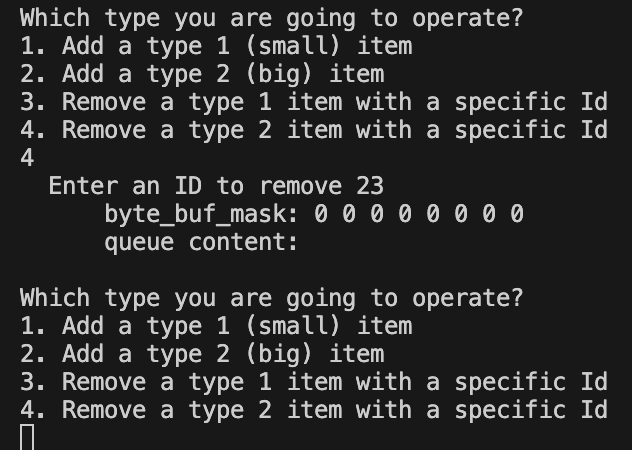 Which type you are going to operate?
1. Add a type 1 (small) item
2. Add a type 2 (big) item
3. Remove a type 1 item with a specific Id
4. Remove a type 2 item with a specific Id
4
  Enter an ID to remove 23
      byte_buf_mask: 0 0 0 0 0 0 0 0
      queue content:

Which type you are going to operate?
1. Add a type 1 (small) item
2. Add a type 2 (big) item
3. Remove a type 1 item with a specific Id
4. Remove a type 2 item with a specific Id